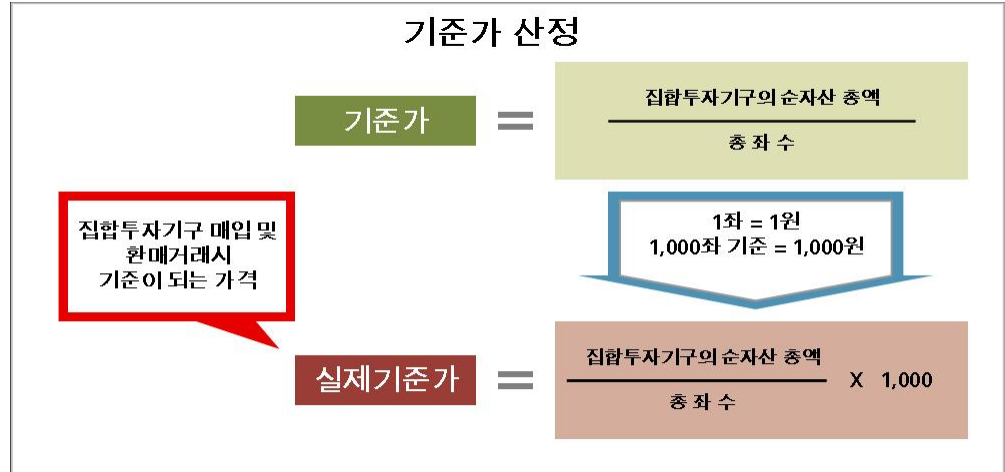 기준가 산정
기준가
=
집합투자기구의 순자산 총액
총 좌 수
집합투자기구 매입 및
환매거래시
기준이 되는 가격
1좌 = 1원
1,000좌 기준 = 1,000원
실제기준가
=
집합투자기구의 순자산 총액
총 좌 수
X 1,000